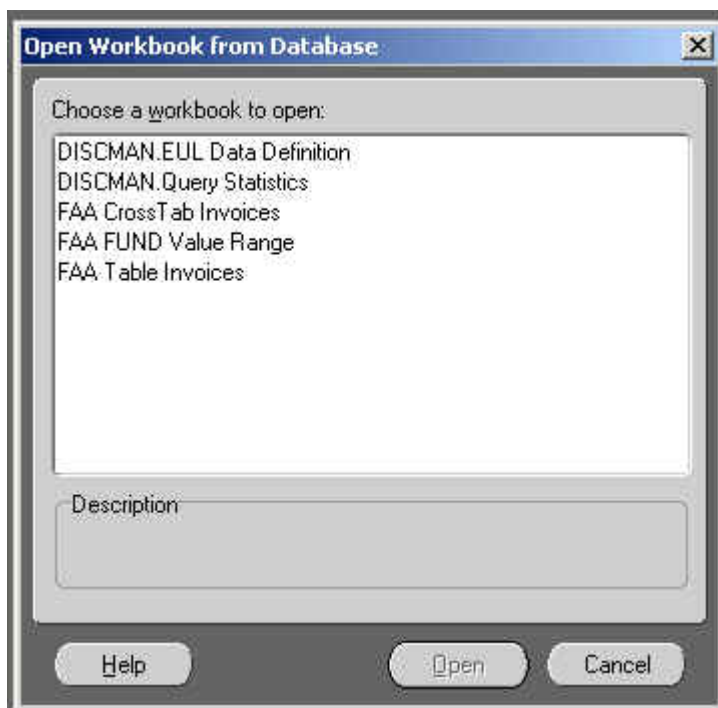 Open Workbook from Database
Choose a workbook to open:
DISCMAN.EUL Data Definition
DISCMAN.Query Statistics
FAA CrossTab Invoices
FAA FUND Value Range
FAA Table Invoices
Description
Help Open Cancel